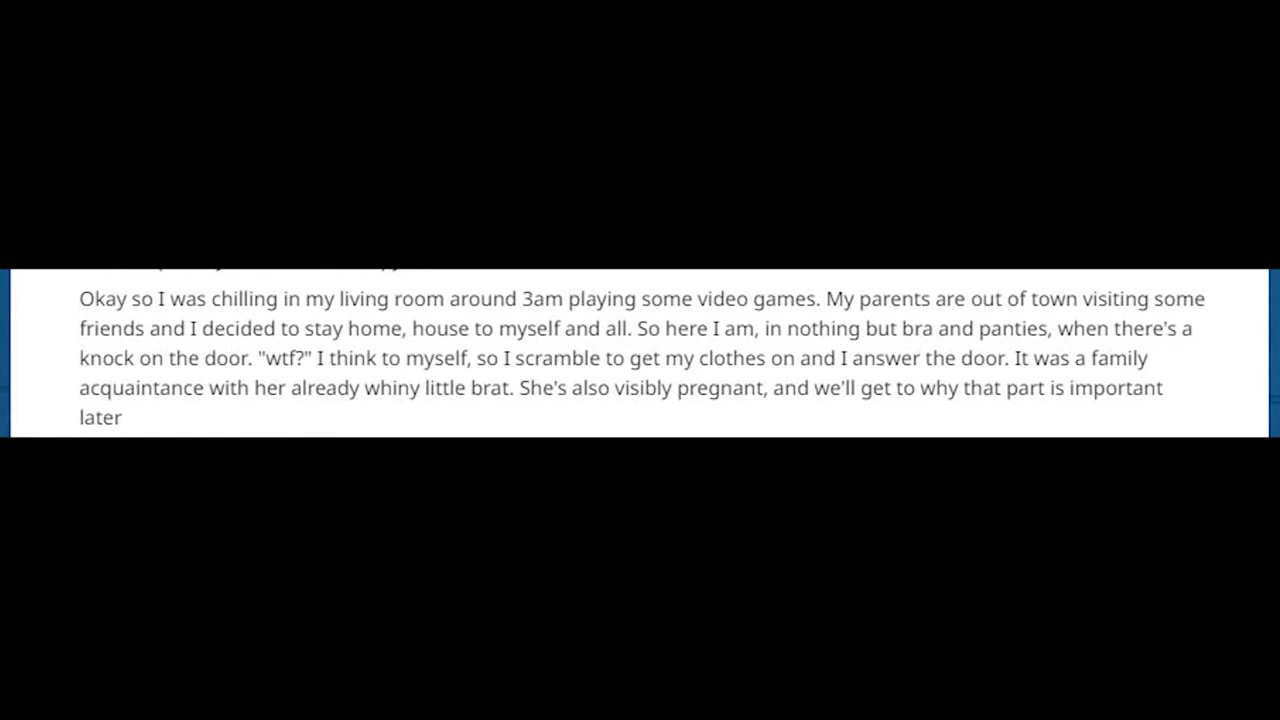 Okay so I was chilling in my living room around 3am playing some video games. My parents are out of town visiting some
friends and I decided to stay home, house to myself and all. So here I am, in nothing but bra and panties, when there's a
knock on the door. "wtf?" I think to myself, so I scramble to get my clothes on and I answer the door. It was a family
acquaintance with her already whiny little brat. She's also visibly pregnant, and we'll get to why that part is important
later